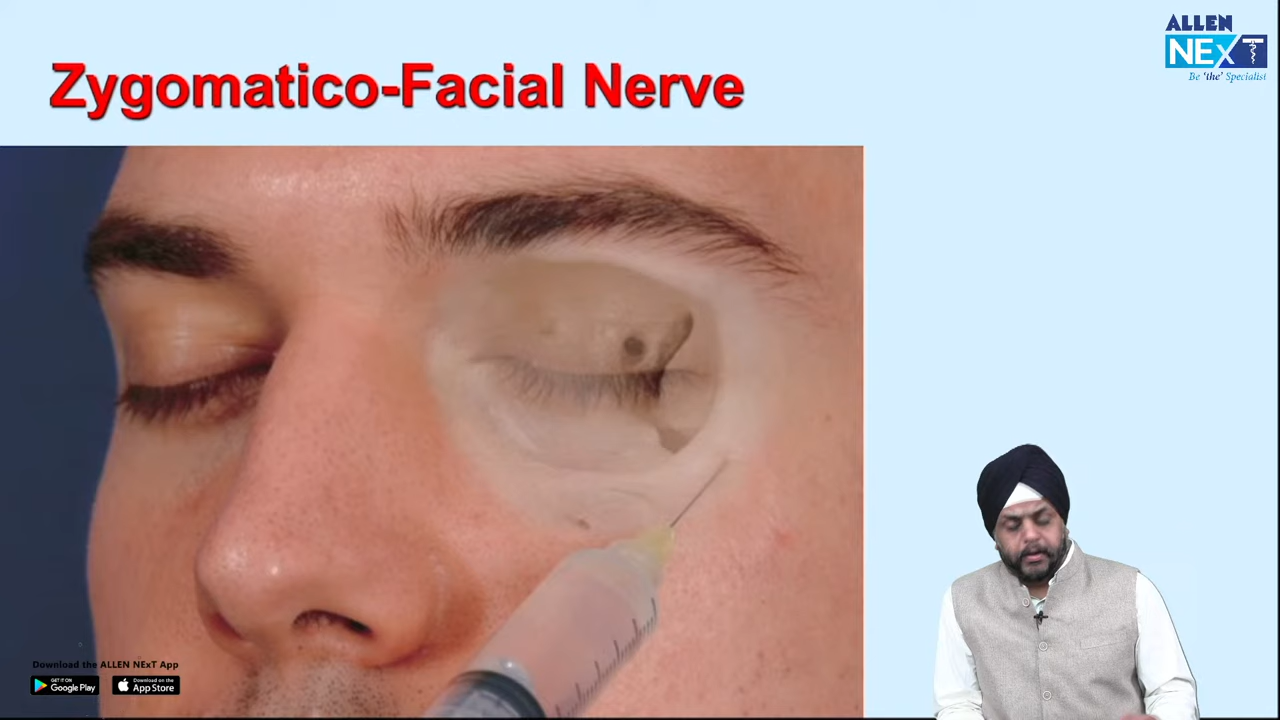 ALLEN
NExT
Be 'the' Specialist
Zygomatico-Facial Nerve
Download the ALLEN NExT App
GET IT ON
Google Play
Download on the
App Store